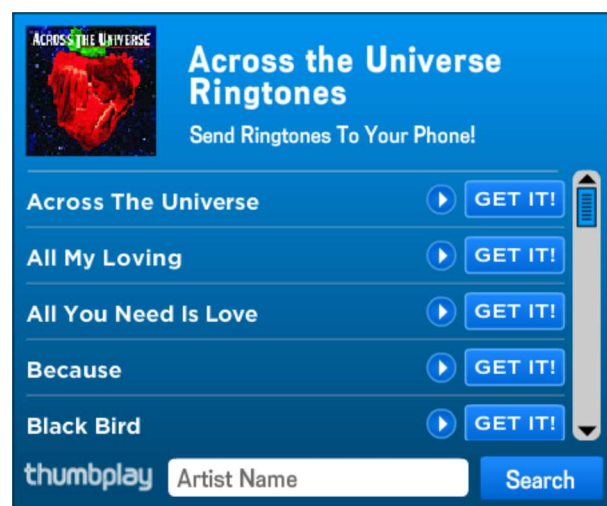 ACROSS THE UNIVERSE
Across the Universe
Ringtones
Send Ringtones To Your Phone!
Across The Universe GET IT!
All My Loving GET IT!
All You Need Is Love GET IT!
Because GET IT!
Black Bird GET IT!
thumbplay Artist Name Search